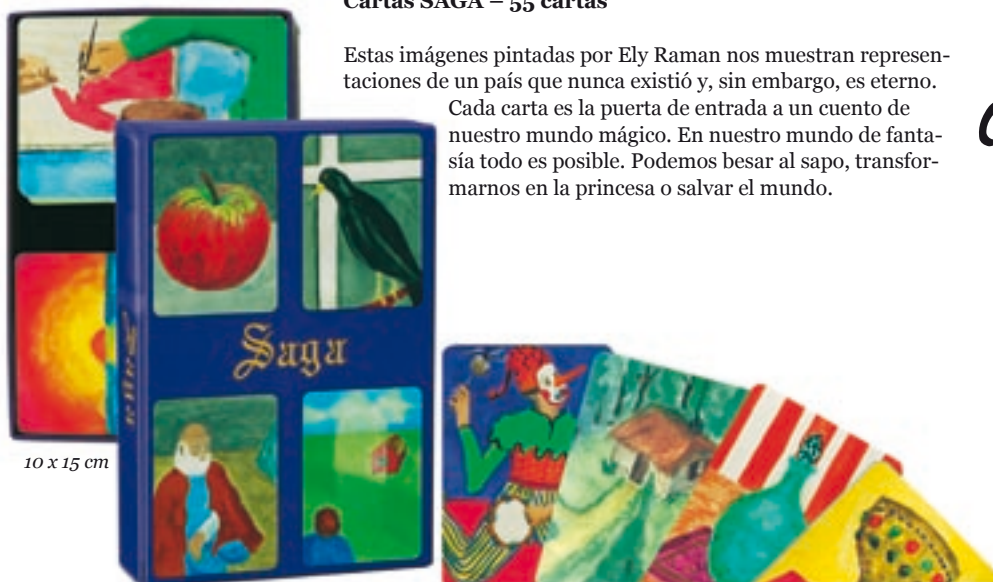 Cartas SAGA – 55 cartas
Estas imágenes pintadas por Ely Raman nos muestran represen-
taciones de un país que nunca existió y, sin embargo, es eterno.
Cada carta es la puerta de entrada a un cuento de
nuestro mundo mágico. En nuestro mundo de fanta-
sía todo es posible. Podemos besar al sapo, transfor-
marnos en la princesa o salvar el mundo.
Saga
Saga
10 x 15 cm